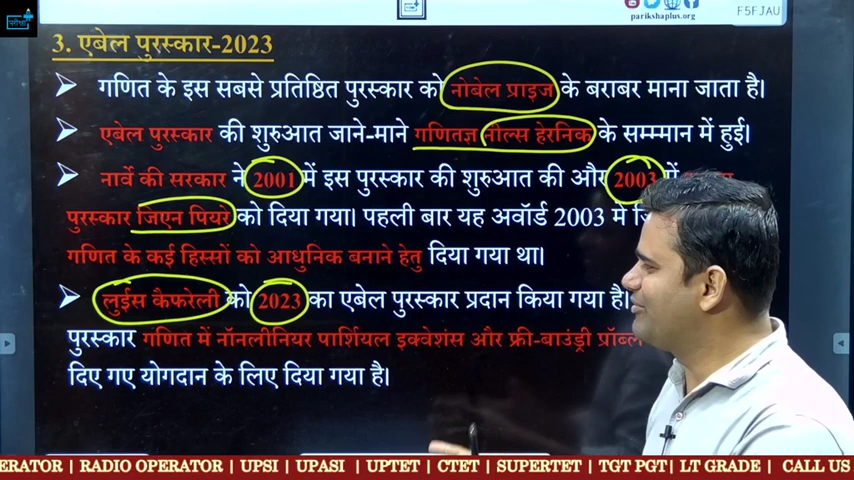 परीक्षा
parikshaplus.org
F5FJAU
3. एबेल पुरस्कार-2023
➤ गणित के इस सबसे प्रतिष्ठित पुरस्कार को नोबेल प्राइज के बराबर माना जाता है।
➤ एबेल पुरस्कार की शुरुआत जाने-माने गणितज्ञ नील्स हेरनिक के सम्मान में हुई।
➤ नार्वे की सरकार ने 2001 में इस पुरस्कार की शुरुआत की और 2003 में
पुरस्कार जिएन पियरे को दिया गया। पहली बार यह अवॉर्ड 2003 में
गणित के कई हिस्सों को आधुनिक बनाने हेतु दिया गया था।
➤ लुईस कैफरेली को 2023 का एबेल पुरस्कार प्रदान किया गया है।
पुरस्कार गणित में नॉनलीनियर पार्शियल इक्वेशंस और फ्री-बाउंड्री प्रॉब्ल
दिए गए योगदान के लिए दिया गया है।
ERATOR | RADIO OPERATOR | UPSI | UPASI | UPTET | CTET | SUPERTET | TGT PGT| LT GRADE | CALL US